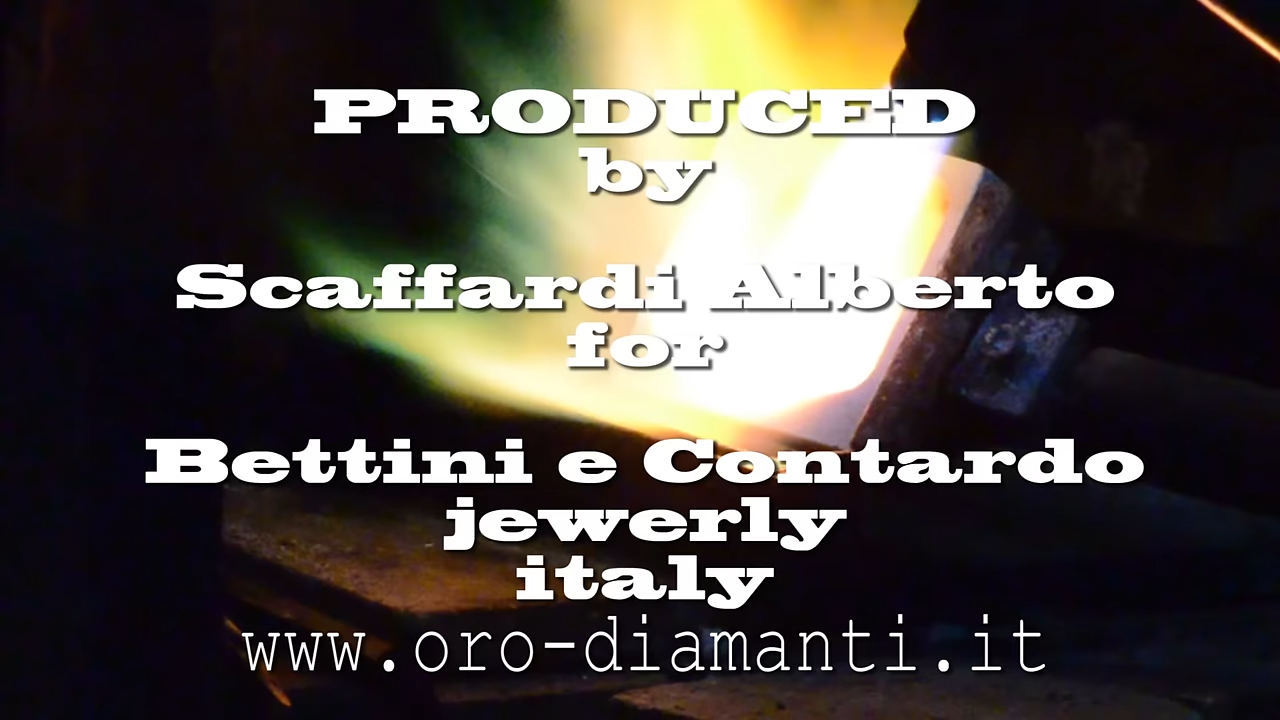 PRODUCED
by
Scaffardi Alberto
for
Bettini e Contardo
jewerly
italy
www.oro-diamanti.it